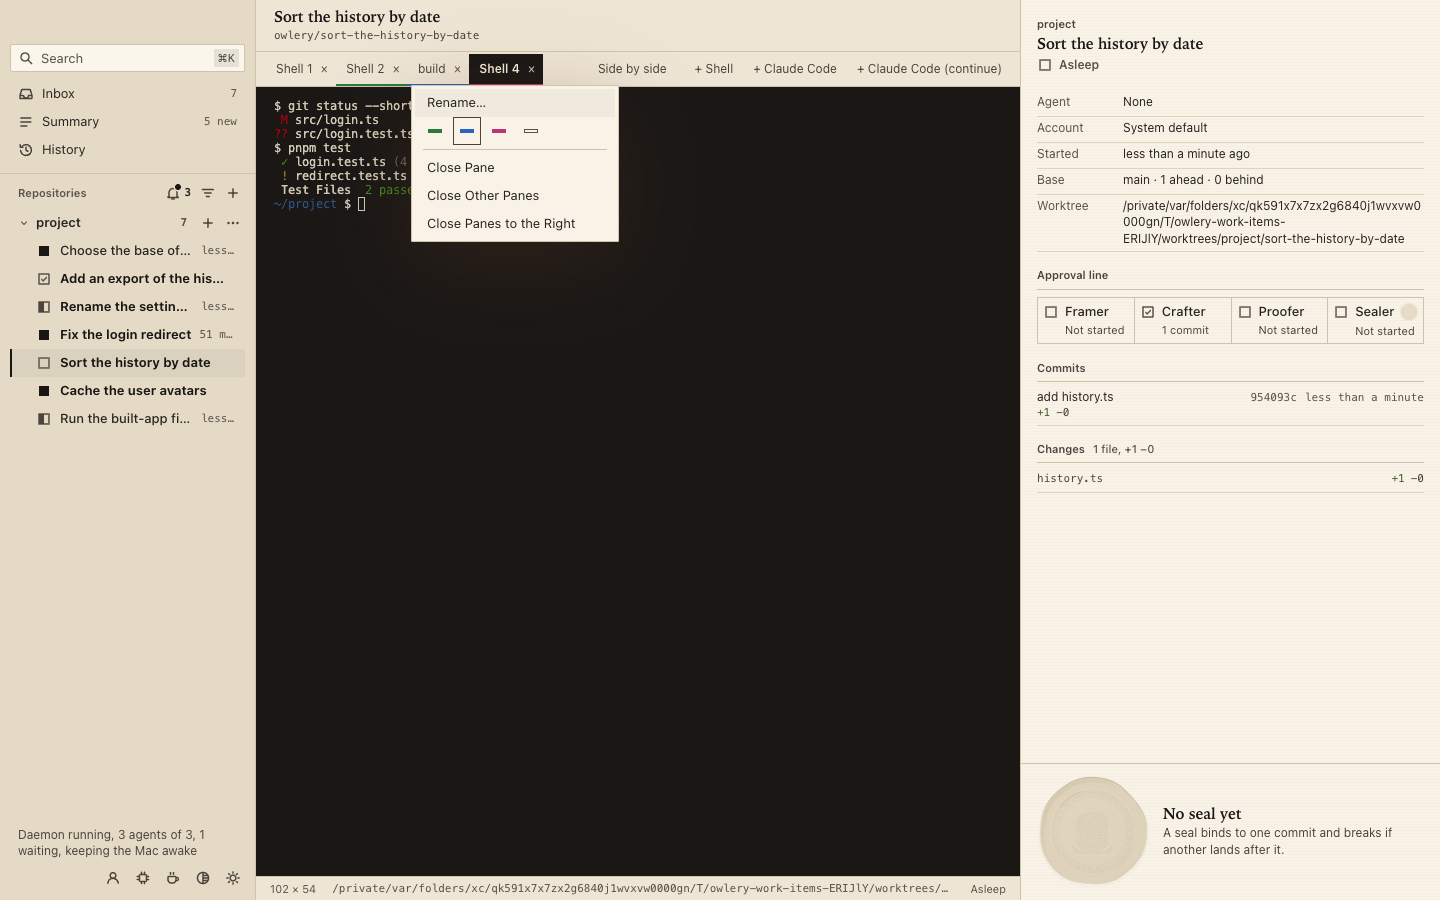 Search ⌘K
Inbox 7
Summary 5 new
History
Repositories 3
project 7
Choose the base of... less...
Add an export of the his...
Rename the settin... less...
Fix the login redirect 51 m...
Sort the history by date
Cache the user avatars
Run the built-app fi... less...
Daemon running, 3 agents of 3, 1
waiting, keeping the Mac awake
Sort the history by date
owlery/sort-the-history-by-date
Shell 1 × Shell 2 × build × Shell 4 × Side by side + Shell + Claude Code + Claude Code (continue)
$ git status --short
M src/login.ts
?? src/login.test.ts
$ pnpm test
✓ login.test.ts (4
! redirect.test.ts
Test Files 2 passe
~/project $
Rename...
Close Pane
Close Other Panes
Close Panes to the Right
102 × 54 /private/var/folders/xc/qk591x7x7zx2g6840j1wvxvw0000gn/T/owlery-work-items-ERIJlY/worktrees/… Asleep
project
Sort the history by date
Asleep
Agent None
Account System default
Started less than a minute ago
Base main · 1 ahead · 0 behind
Worktree /private/var/folders/xc/qk591x7x7zx2g6840j1wvxvw0
000gn/T/owlery-work-items-
ERIJlY/worktrees/project/sort-the-history-by-date
Approval line
Framer Crafter Proofer Sealer
Not started 1 commit Not started Not started
Commits
add history.ts 954093c less than a minute
+1 −0
Changes 1 file, +1 −0
history.ts +1 −0
No seal yet
A seal binds to one commit and breaks if
another lands after it.